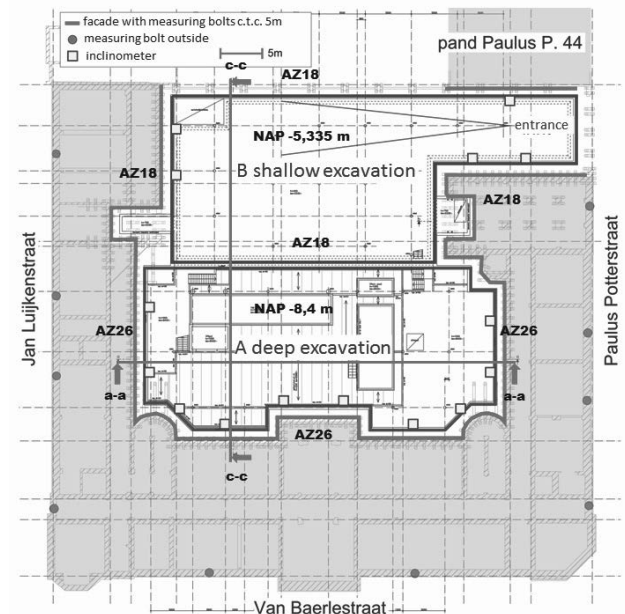 facade with measuring bolts c.t.c. 5m
measuring bolt outside
inclinometer
5m
pand Paulus P. 44
c-c
AZ18
NAP -5,335 m
entrance
AZ18
B shallow excavation
AZ18
AZ18
Jan Luijkenstraat
Paulus Potterstraat
NAP -8,4 m
AZ26
AZ26
A deep excavation
a-a
a-a
AZ26
c-c
Van Baerlestraat